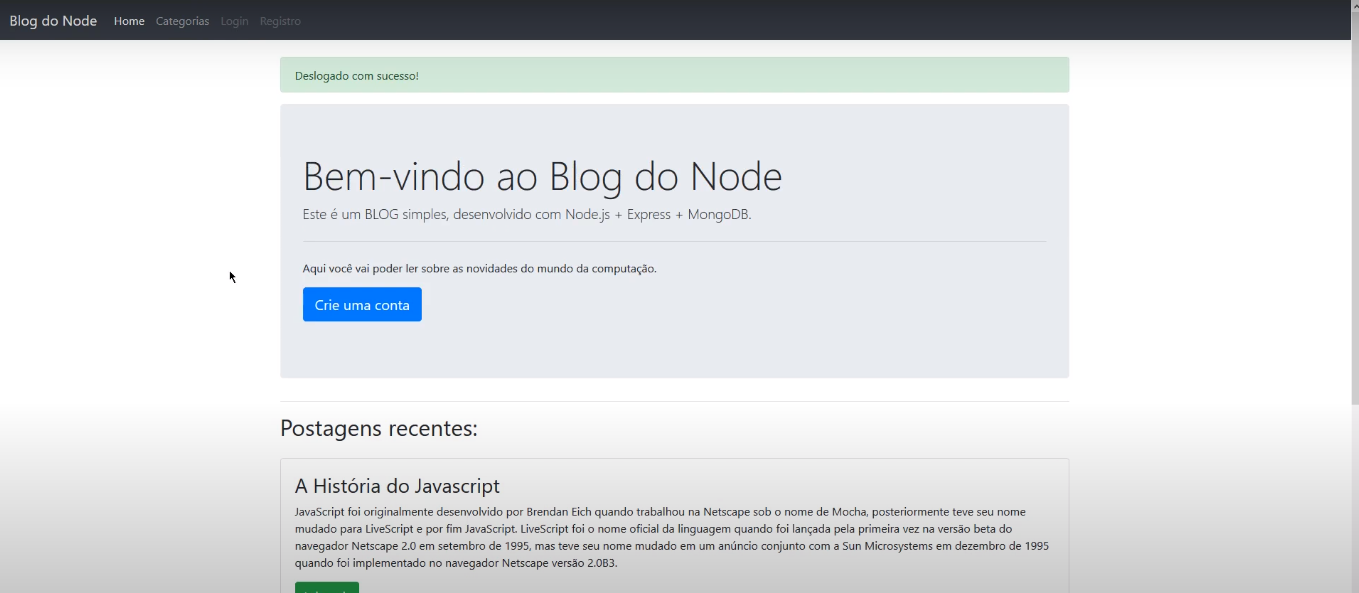 Blog do Node Home Categorias Login Registro
Deslogado com sucesso!
Bem-vindo ao Blog do Node
Este é um BLOG simples, desenvolvido com Node.js + Express + MongoDB.
Aqui você vai poder ler sobre as novidades do mundo da computação.
Crie uma conta
Postagens recentes:
A História do Javascript
JavaScript foi originalmente desenvolvido por Brendan Eich quando trabalhou na Netscape sob o nome de Mocha, posteriormente teve seu nome
mudado para LiveScript e por fim JavaScript. LiveScript foi o nome oficial da linguagem quando foi lançada pela primeira vez na versão beta do
navegador Netscape 2.0 em setembro de 1995, mas teve seu nome mudado em um anúncio conjunto com a Sun Microsystems em dezembro de 1995
quando foi implementado no navegador Netscape versão 2.0B3.